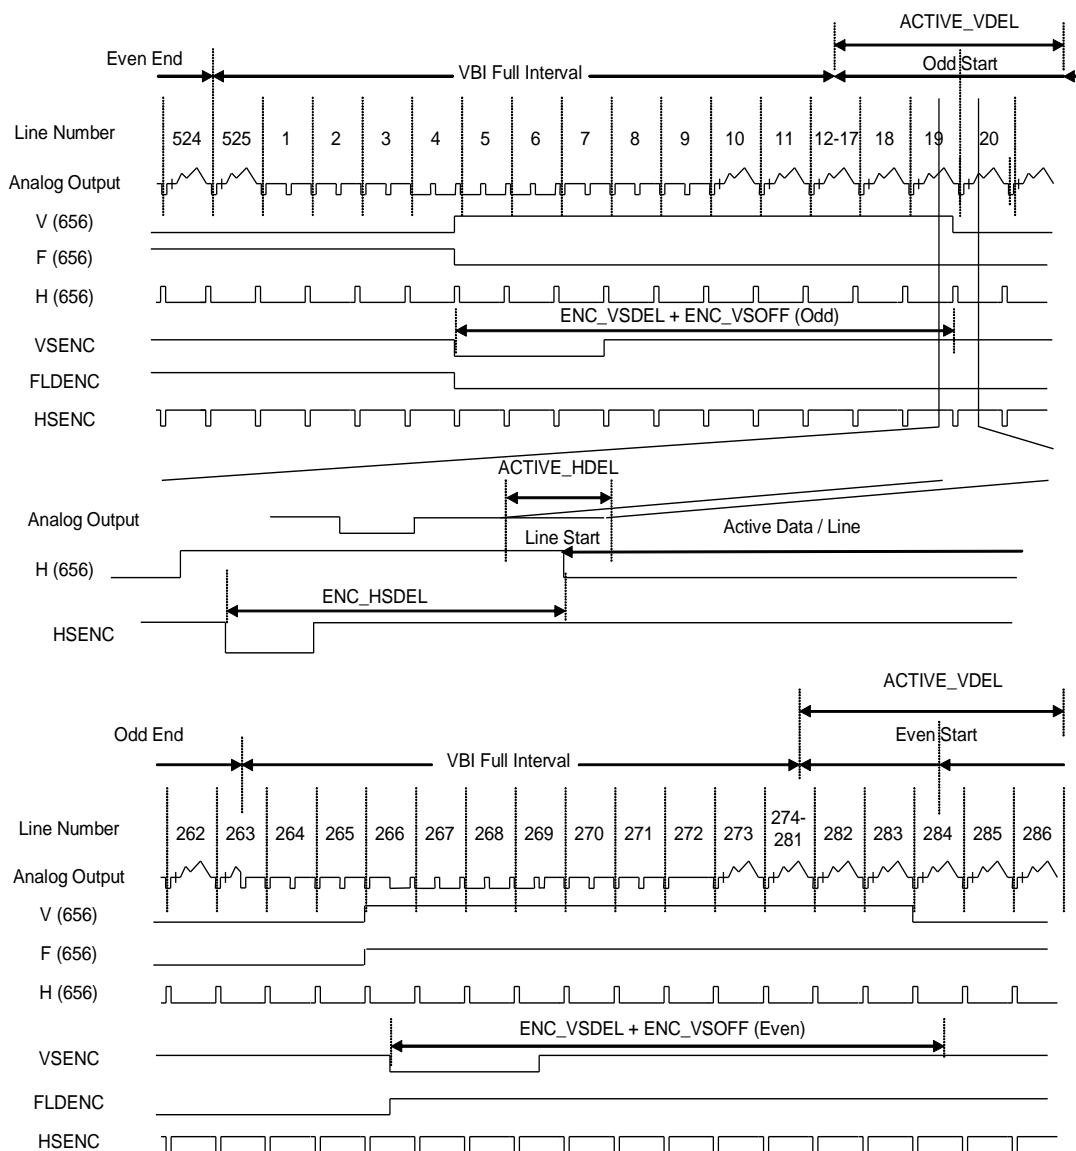 ACTIVE_VDEL
Even End
VBI Full Interval
Odd Start
Line Number
524 525 1 2 3 4 5 6 7 8 9 10 11 12-17 18 19 20
Analog Output
V (656)
F (656)
H (656)
ENC_VSDEL + ENC_VSOFF (Odd)
VSENC
FLDENC
HSENC
ACTIVE_HDEL
Analog Output
Line Start
Active Data / Line
H (656)
ENC_HSDEL
HSENC
ACTIVE_VDEL
Odd End
Even Start
VBI Full Interval
Line Number
262 263 264 265 266 267 268 269 270 271 272 273 274-281 282 283 284 285 286
Analog Output
V (656)
F (656)
H (656)
ENC_VSDEL + ENC_VSOFF (Even)
VSENC
FLDENC
HSENC